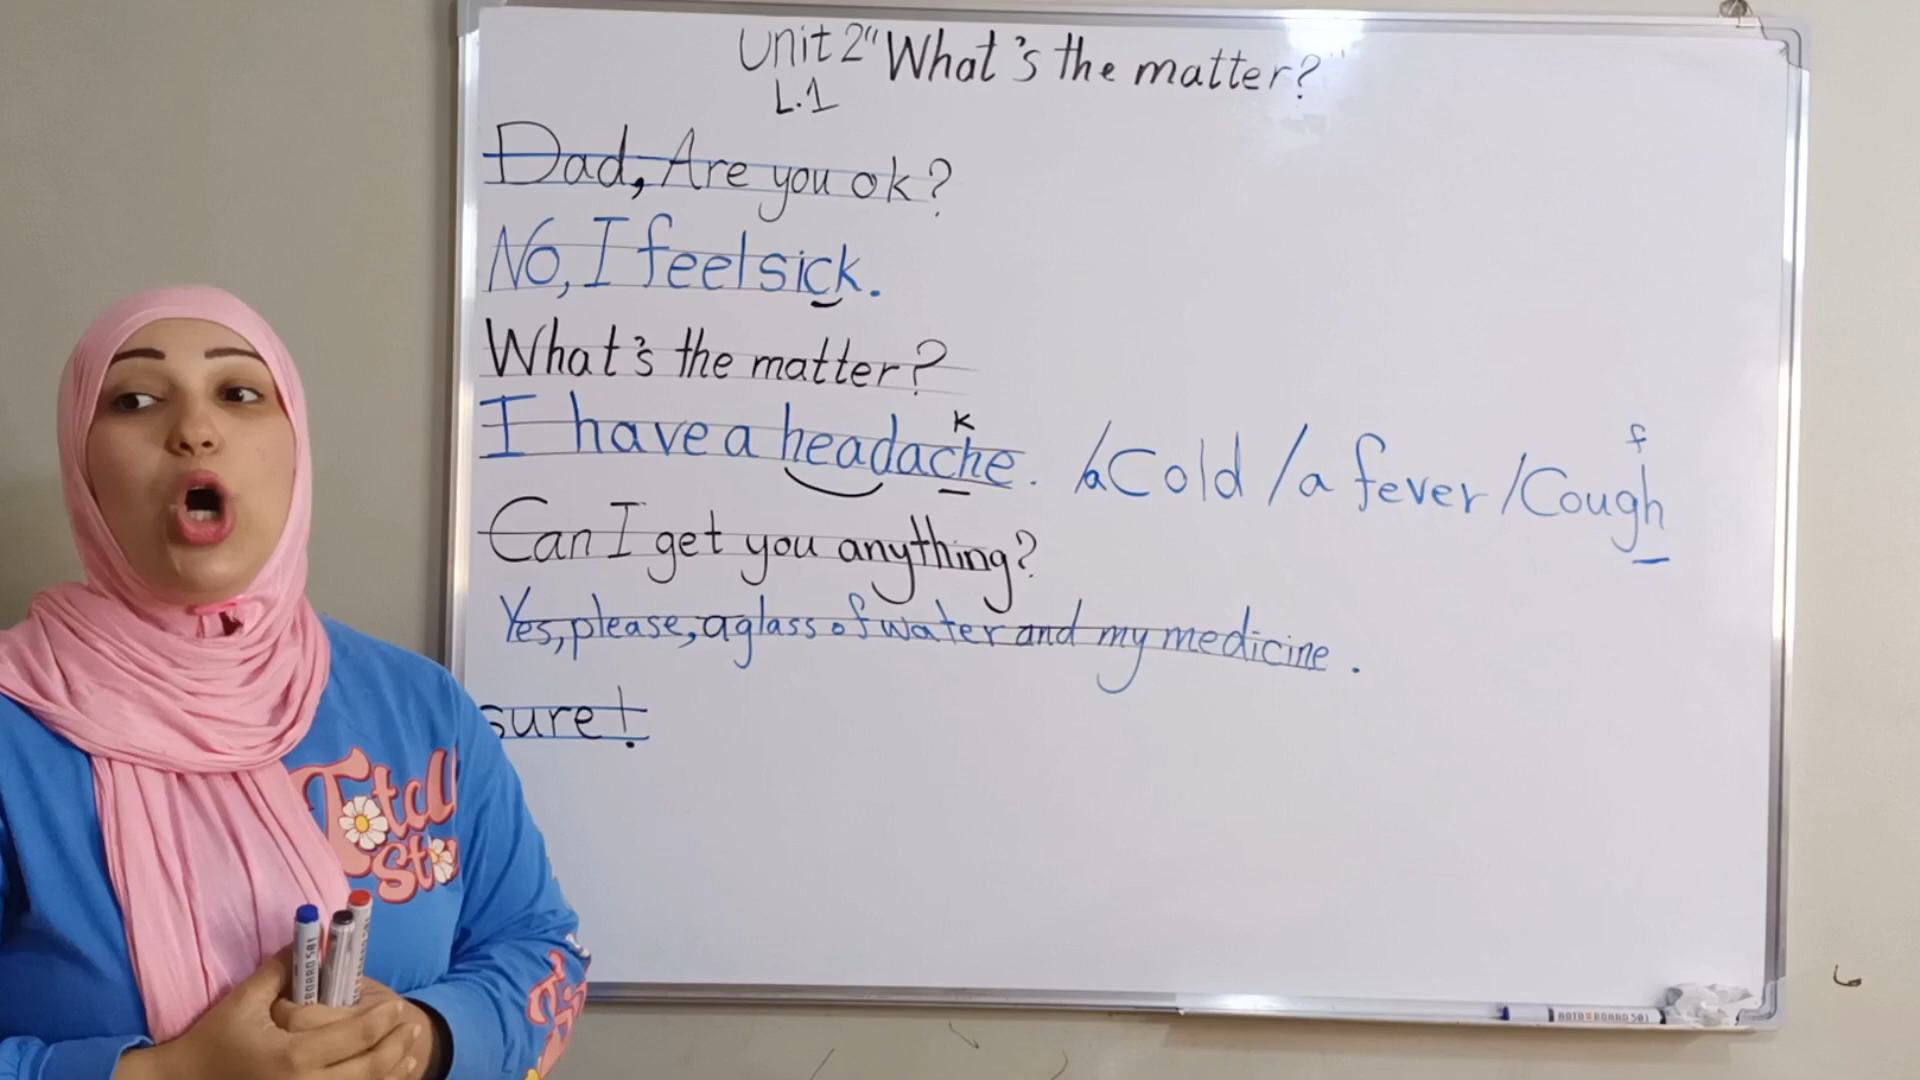 Unit 2 "What's the matter?"
L.1
Dad, Are you ok?
No, I feel sick.
What's the matter?
k
I have a headache. /a Cold /a fever /Cough
f
Can I get you anything?
Yes, please, a glass of water and my medicine.
sure!
Total